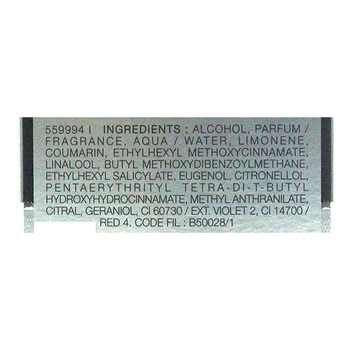 559994 I INGREDIENTS : ALCOHOL, PARFUM /
FRAGRANCE, AQUA / WATER, LIMONENE,
COUMARIN, ETHYLHEXYL METHOXYCINNAMATE,
LINALOOL, BUTYL METHOXYDIBENZOYLMETHANE,
ETHYLHEXYL SALICYLATE, EUGENOL, CITRONELLOL,
PENTAERYTHRITYL TETRA-DI-T-BUTYL
HYDROXYHYDROCINNAMATE, METHYL ANTHRANILATE,
CITRAL, GERANIOL, CI 60730 / EXT. VIOLET 2, CI 14700 /
RED 4. CODE FIL : B50028/1